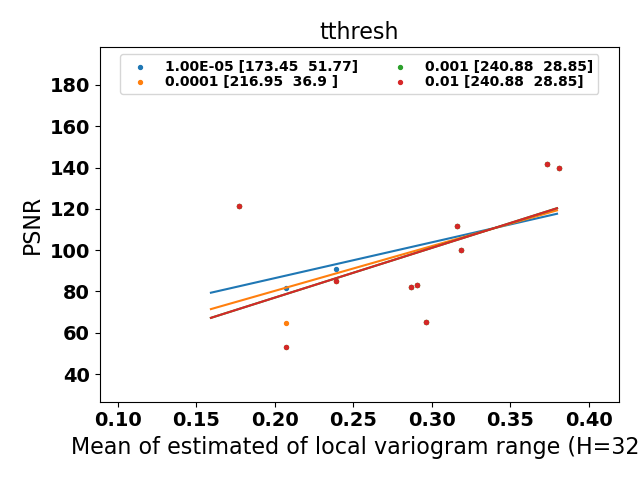 tthresh
1.00E-05 [173.45  51.77]
0.0001 [216.95  36.9 ]
0.001 [240.88  28.85]
0.01 [240.88  28.85]
PSNR
180
160
140
120
100
80
60
40
0.10 0.15 0.20 0.25 0.30 0.35 0.40
Mean of estimated of local variogram range (H=32